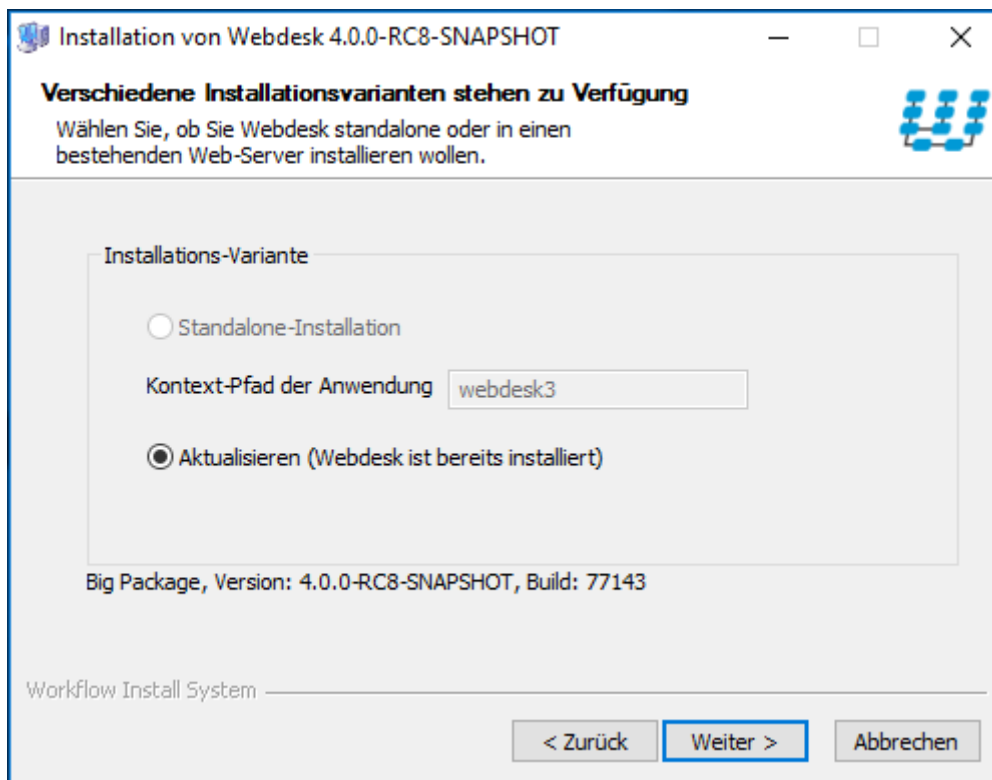 Installation von Webdesk 4.0.0-RC8-SNAPSHOT
Verschiedene Installationsvarianten stehen zu Verfügung
Wählen Sie, ob Sie Webdesk standalone oder in einen
bestehenden Web-Server installieren wollen.
Installations-Variante
Standalone-Installation
Kontext-Pfad der Anwendung webdesk3
Aktualisieren (Webdesk ist bereits installiert)
Big Package, Version: 4.0.0-RC8-SNAPSHOT, Build: 77143
Workflow Install System
< Zurück Weiter > Abbrechen